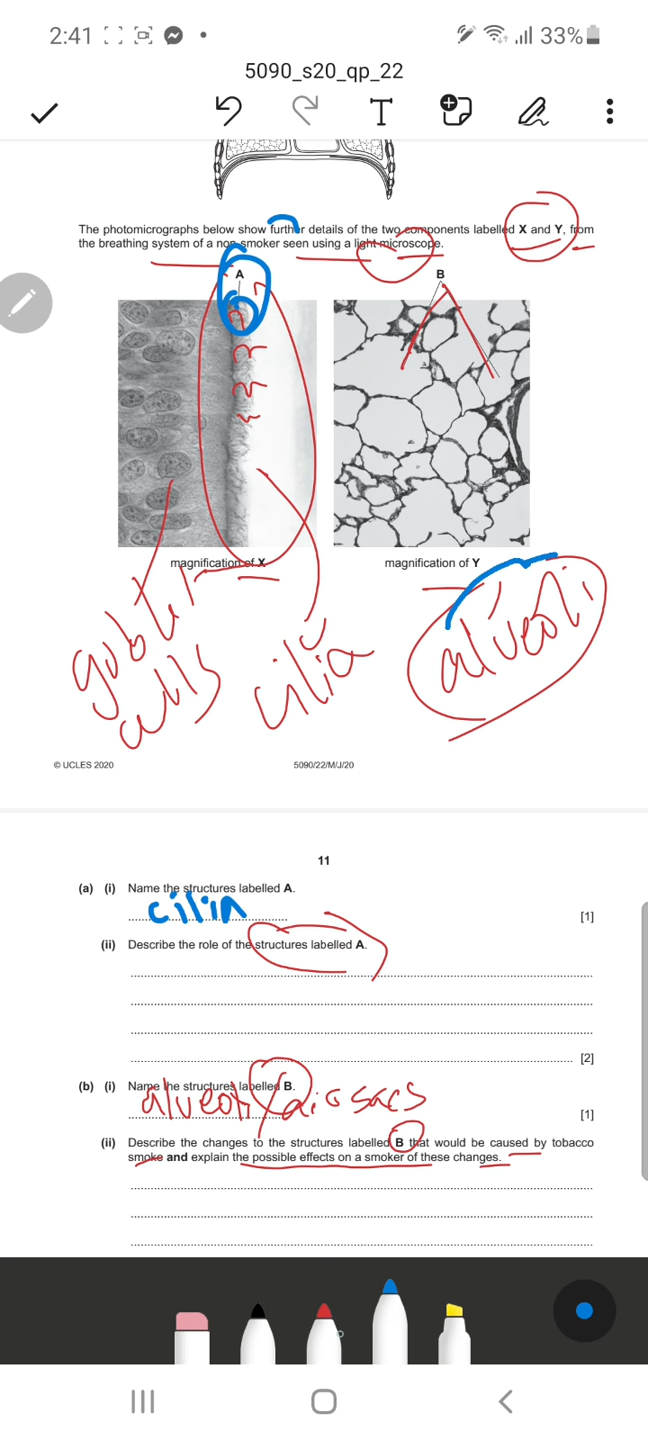 2:41
33%
5090_s20_qp_22
T
The photomicrographs below show further details of the two components labelled X and Y, from
the breathing system of a non-smoker seen using a light microscope.
A
B
magnification of X
magnification of Y
goblet
cells
cilia
alveoli
© UCLES 2020
5090/22/M/J/20
11
(a) (i) Name the structures labelled A.
cilia
[1]
(ii) Describe the role of the structures labelled A.
[2]
(b) (i) Name the structures labelled B.
alveoli/air sacs
[1]
(ii) Describe the changes to the structures labelled B that would be caused by tobacco
smoke and explain the possible effects on a smoker of these changes.